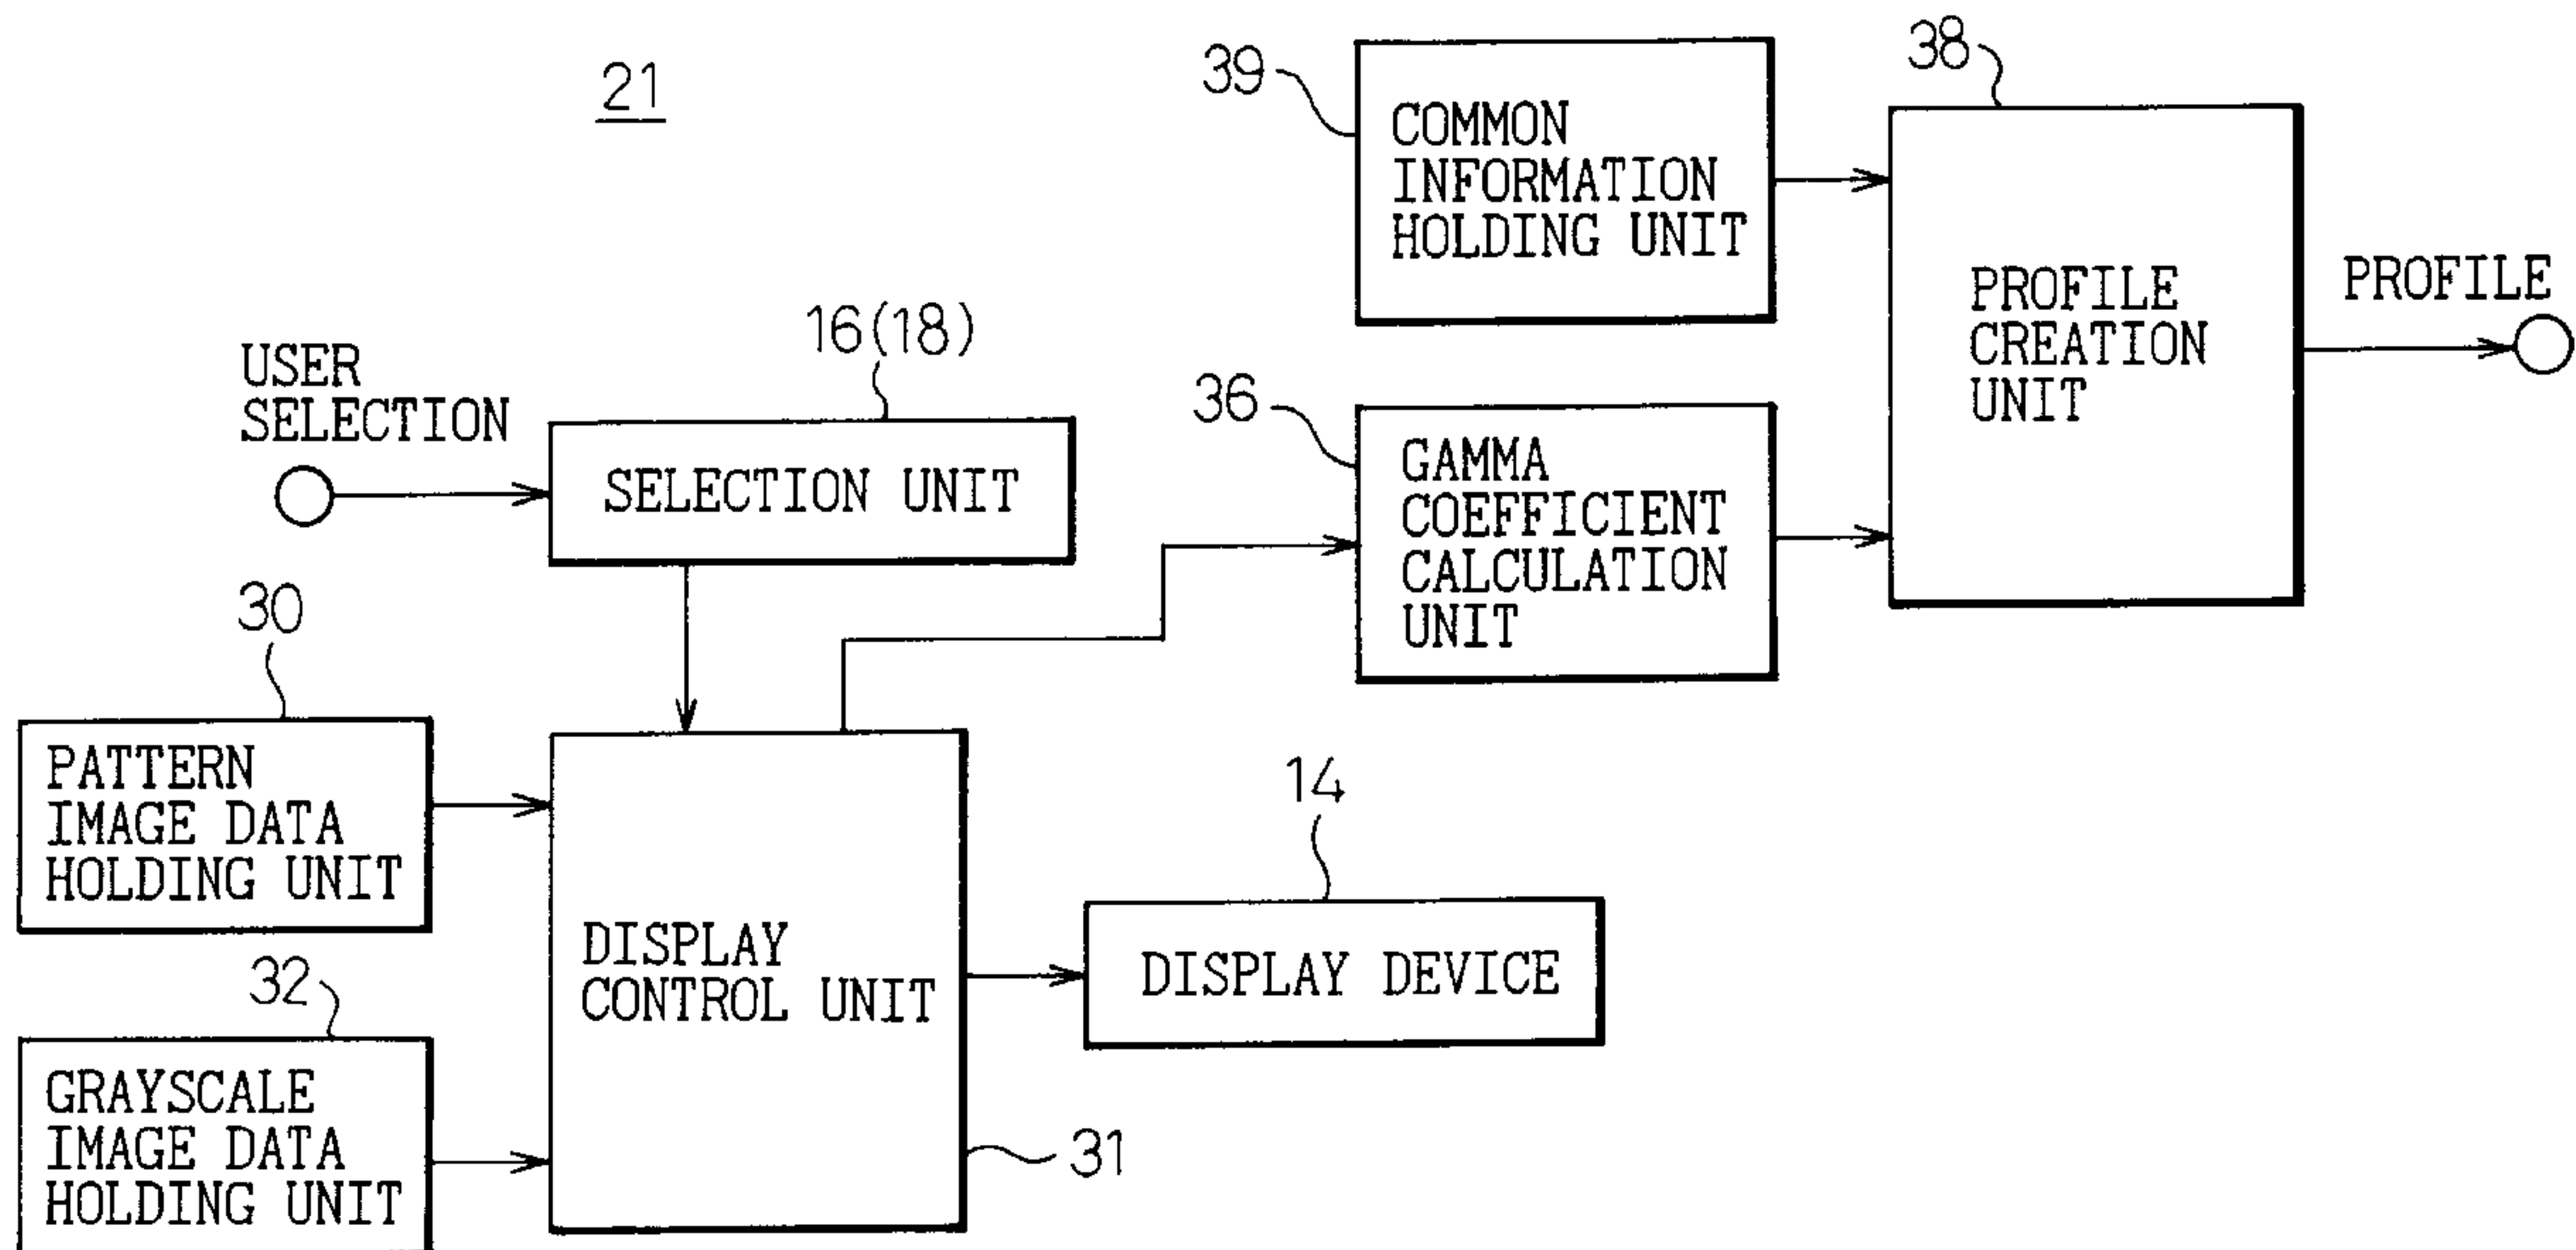 21
39
COMMON
INFORMATION
HOLDING UNIT
38
PROFILE
CREATION
UNIT
PROFILE
USER
SELECTION
16(18)
SELECTION UNIT
36
GAMMA
COEFFICIENT
CALCULATION
UNIT
30
PATTERN
IMAGE DATA
HOLDING UNIT
32
GRAYSCALE
IMAGE DATA
HOLDING UNIT
DISPLAY
CONTROL UNIT
31
14
DISPLAY DEVICE